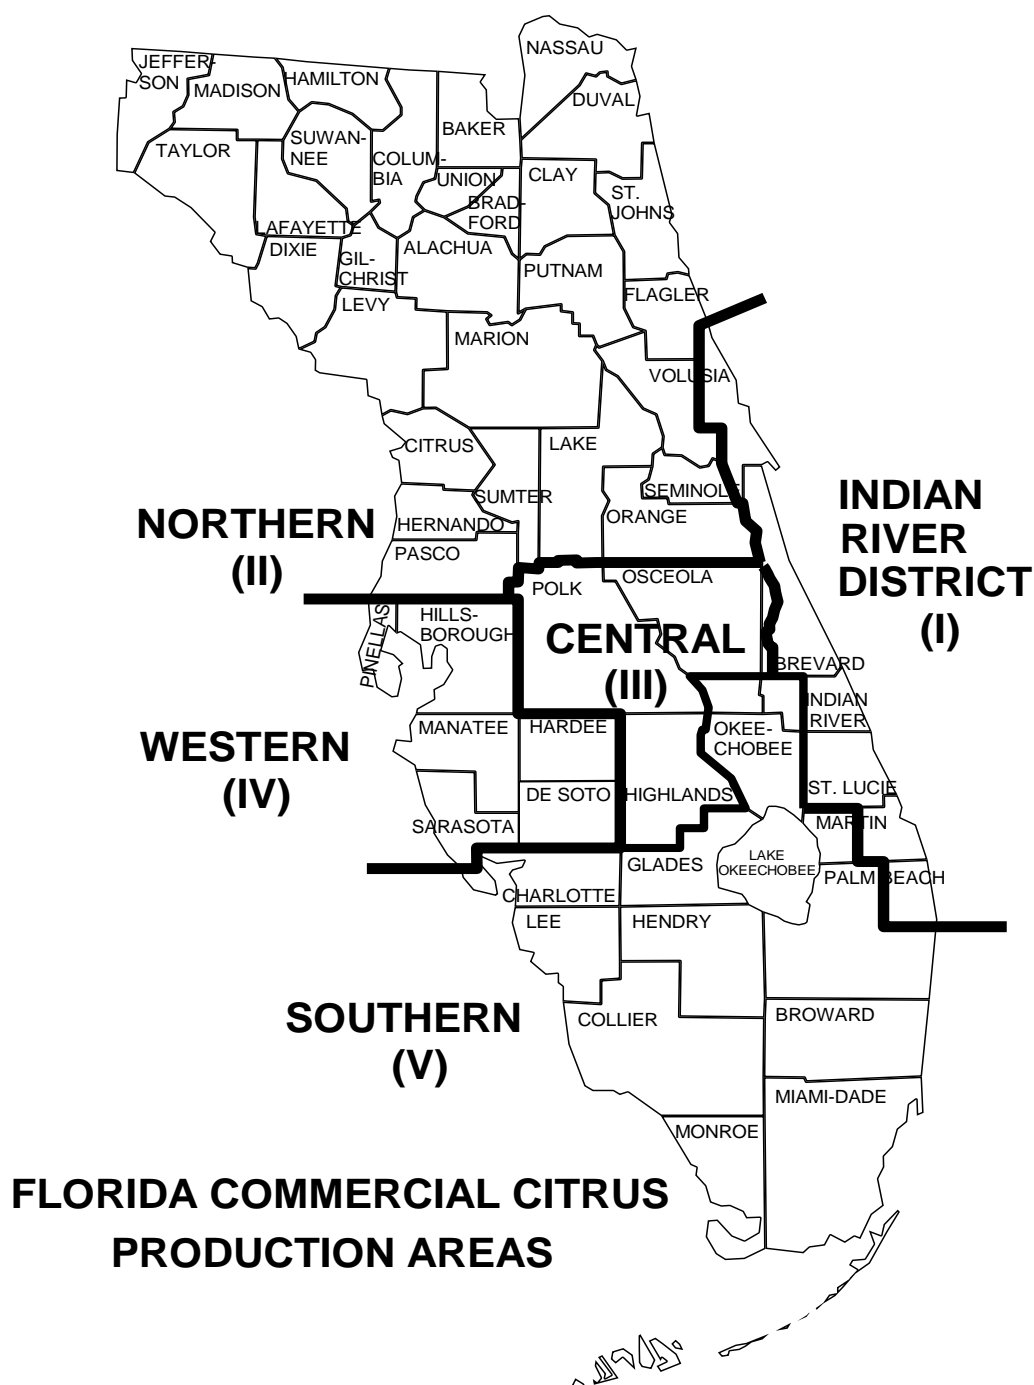 NASSAU
JEFFER-
SON
MADISON
HAMILTON
DUVAL
TAYLOR
SUWAN-
NEE
COLUM-
BIA
BAKER
UNION
BRAD-
FORD
CLAY
ST.
JOHNS
LAFAYETTE
DIXIE
GIL-
CHRIST
ALACHUA
PUTNAM
FLAGLER
LEVY
MARION
VOLUSIA
CITRUS
LAKE
SUMTER
SEMINOLE
ORANGE
HERNANDO
PASCO
NORTHERN
(II)
INDIAN
RIVER
DISTRICT
(I)
POLK
OSCEOLA
PINELLAS
HILLS-
BOROUGH
CENTRAL
(III)
BREVARD
INDIAN
RIVER
WESTERN
(IV)
MANATEE
HARDEE
OKEE-
CHOBEE
DE SOTO
HIGHLANDS
ST. LUCIE
SARASOTA
MARTIN
GLADES
LAKE
OKEECHOBEE
PALM BEACH
CHARLOTTE
LEE
HENDRY
SOUTHERN
(V)
COLLIER
BROWARD
MIAMI-DADE
MONROE
FLORIDA COMMERCIAL CITRUS
PRODUCTION AREAS